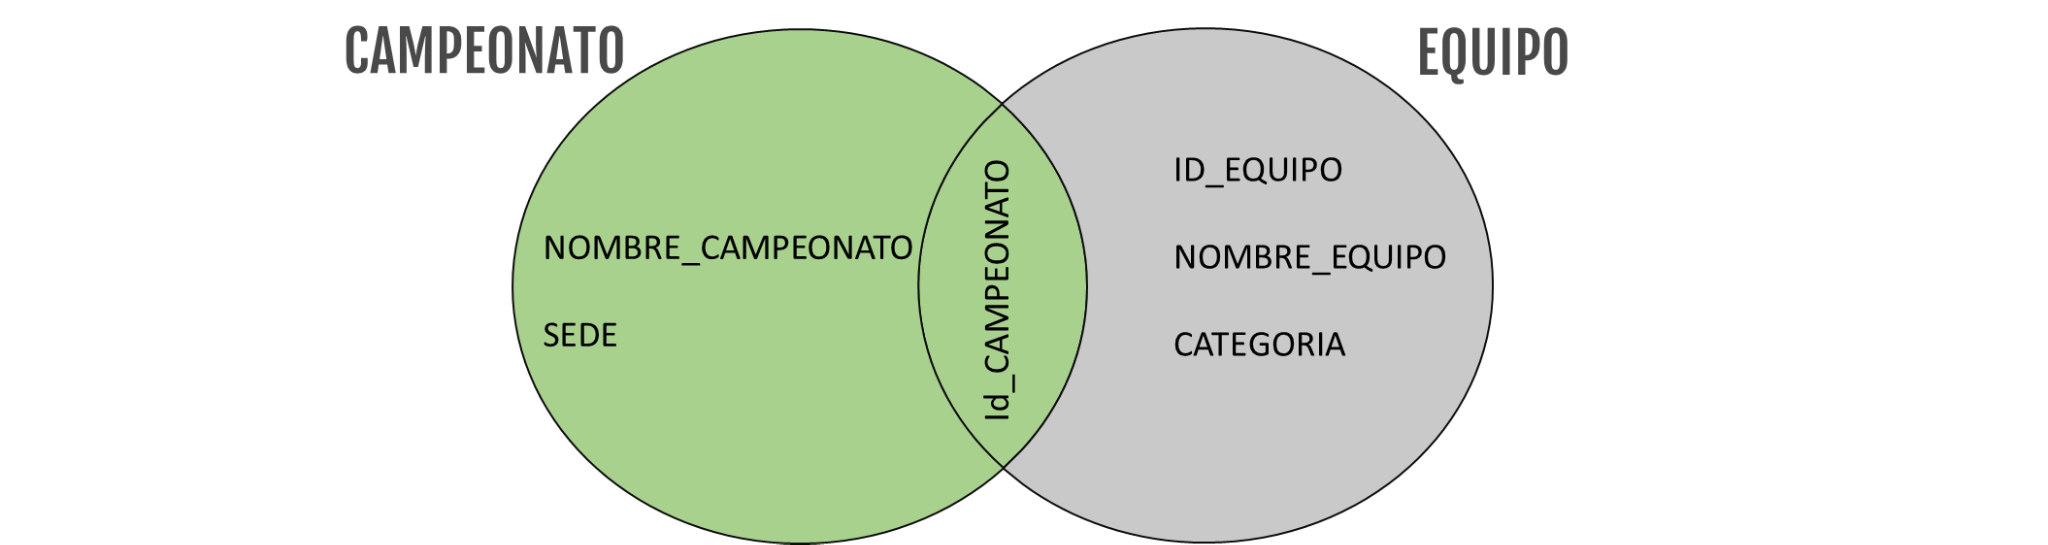 CAMPEONATO
EQUIPO
NOMBRE_CAMPEONATO
SEDE
Id_CAMPEONATO
ID_EQUIPO
NOMBRE_EQUIPO
CATEGORIA